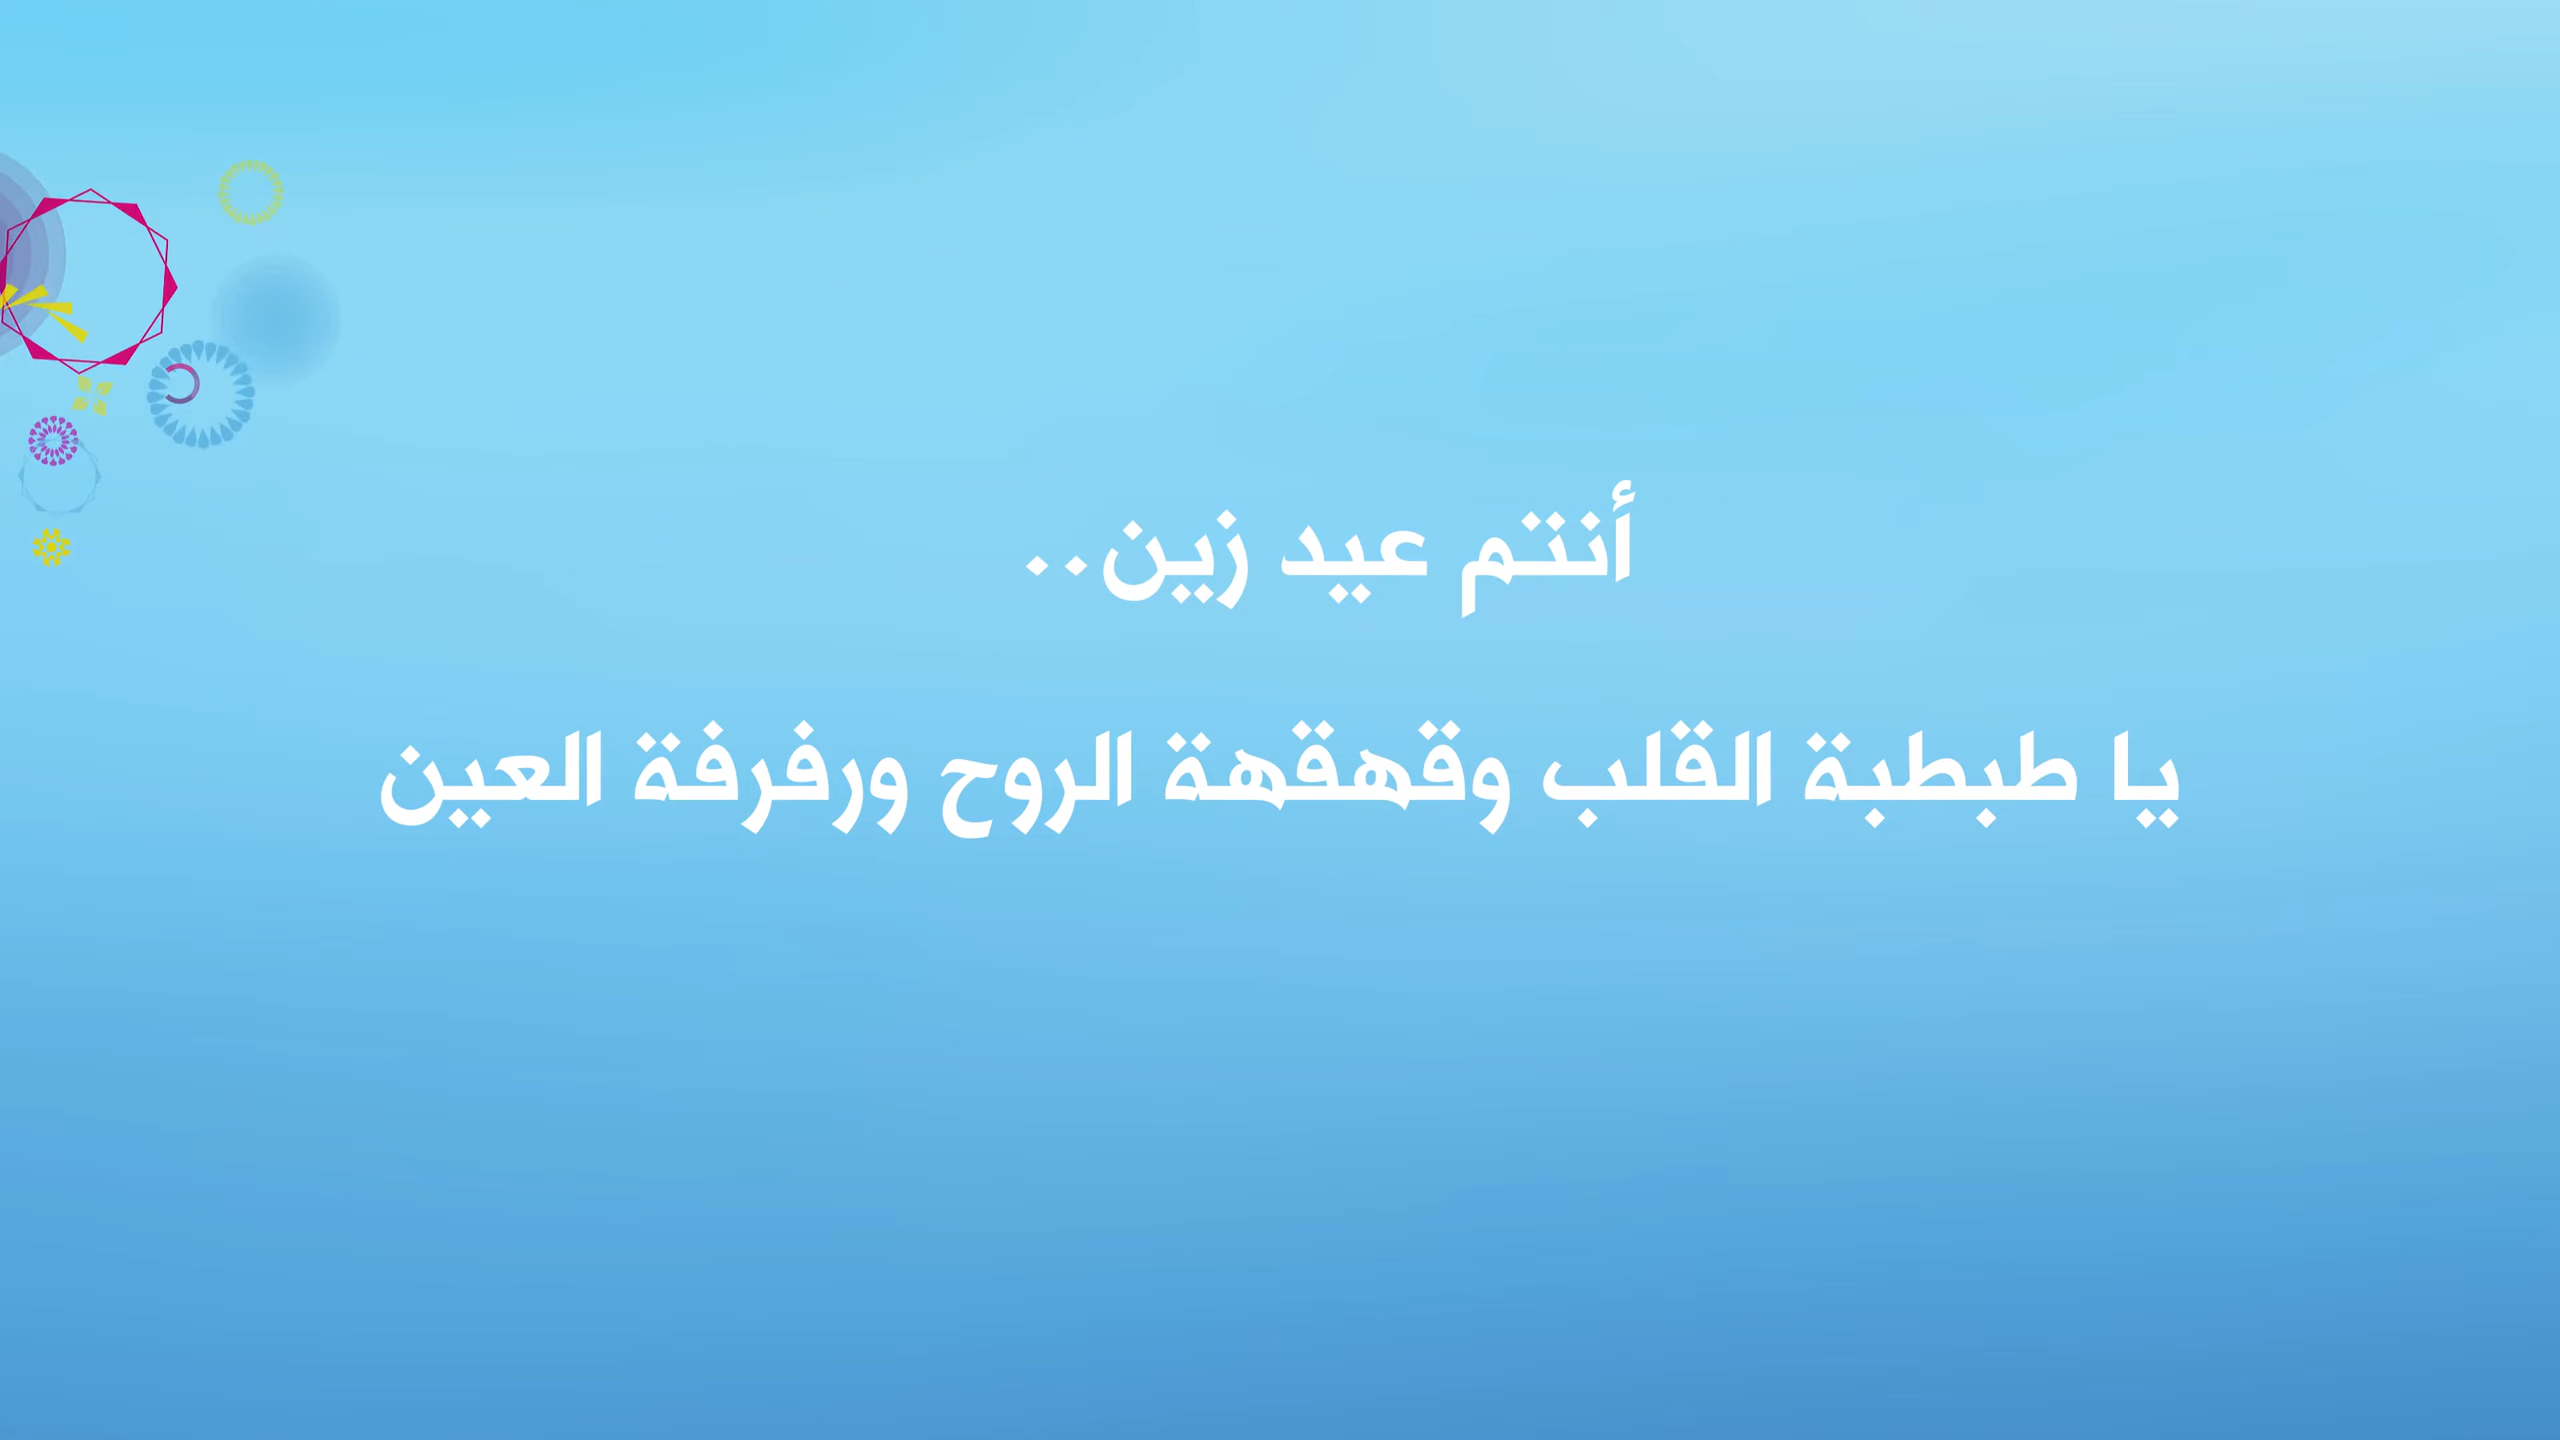 أنتم عيد زين..
يا طبطبة القلب وقهقهة الروح ورفرفة العين